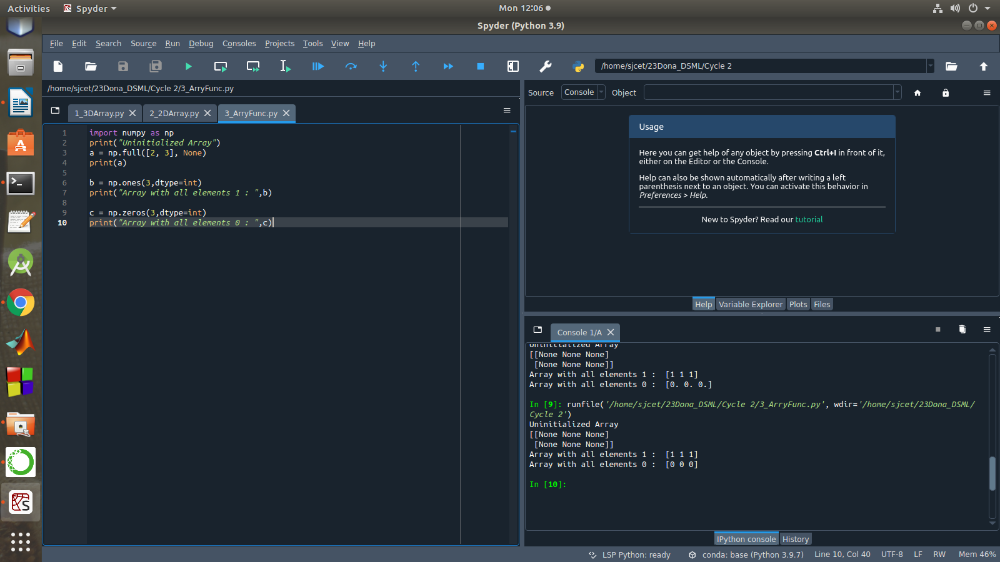 Activities Spyder Mon 12:06
Spyder (Python 3.9)
File Edit Search Source Run Debug Consoles Projects Tools View Help
/home/sjcet/23Dona_DSML/Cycle 2
/home/sjcet/23Dona_DSML/Cycle 2/3_ArryFunc.py
1_3DArray.py 2_2DArray.py 3_ArryFunc.py
1 import numpy as np
2 print("Uninitialized Array")
3 a = np.full([2, 3], None)
4 print(a)
5
6 b = np.ones(3,dtype=int)
7 print("Array with all elements 1 : ",b)
8
9 c = np.zeros(3,dtype=int)
10 print("Array with all elements 0 : ",c)
Source Console Object
Usage
Here you can get help of any object by pressing Ctrl+I in front of it,
either on the Editor or the Console.
Help can also be shown automatically after writing a left
parenthesis next to an object. You can activate this behavior in
Preferences > Help.
New to Spyder? Read our tutorial
Help Variable Explorer Plots Files
Console 1/A
Uninitialized Array
[[None None None]
[None None None]]
Array with all elements 1 :  [1 1 1]
Array with all elements 0 :  [0. 0. 0.]
In [9]: runfile('/home/sjcet/23Dona_DSML/Cycle 2/3_ArryFunc.py', wdir='/home/sjcet/23Dona_DSML/
Cycle 2')
Uninitialized Array
[[None None None]
[None None None]]
Array with all elements 1 :  [1 1 1]
Array with all elements 0 :  [0 0 0]
In [10]:
IPython console History
LSP Python: ready conda: base (Python 3.9.7) Line 10, Col 40 UTF-8 LF RW Mem 46%